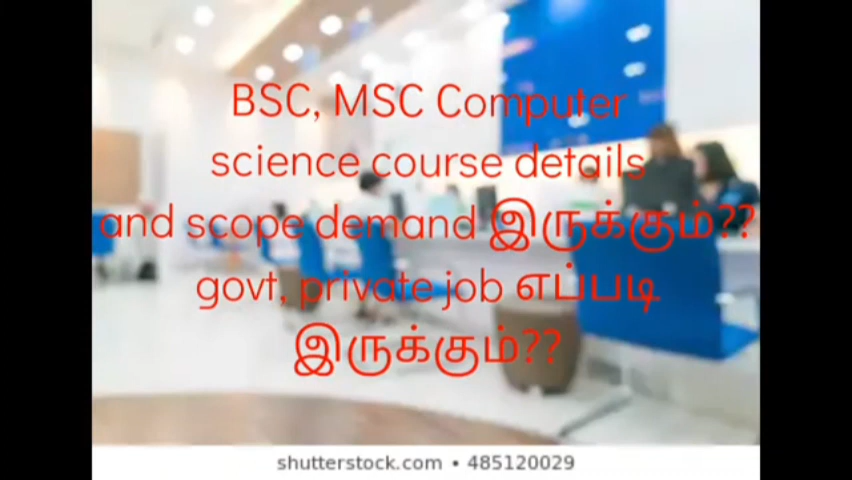 BSC, MSC Computer
science course details
and scope demand இருக்கும்??
govt, private job எப்படி
இருக்கும்??
shutterstock.com • 485120029